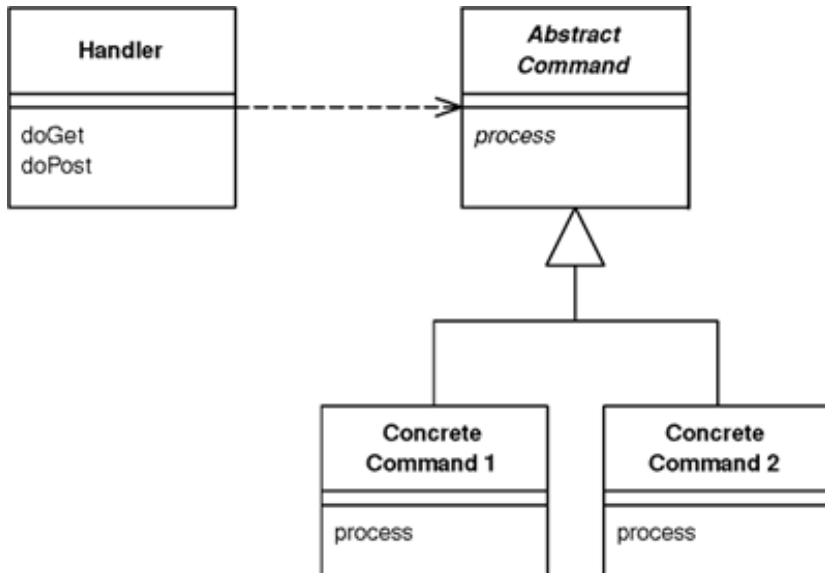 Handler
doGet
doPost
Abstract
Command
process
Concrete
Command 1
process
Concrete
Command 2
process